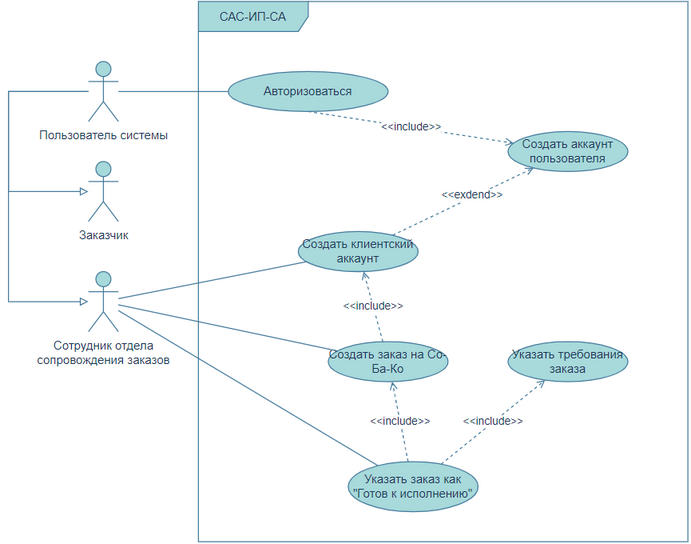 САС-ИП-СА
Авторизоваться
Пользователь системы
<<include>>
Создать аккаунт
пользователя
<<exdend>>
Заказчик
Создать клиентский
аккаунт
<<include>>
Сотрудник отдела
сопровождения заказов
Создать заказ на Со-
Ба-Ко
Указать требования
заказа
<<include>>
<<include>>
Указать заказ как
"Готов к исполнению"